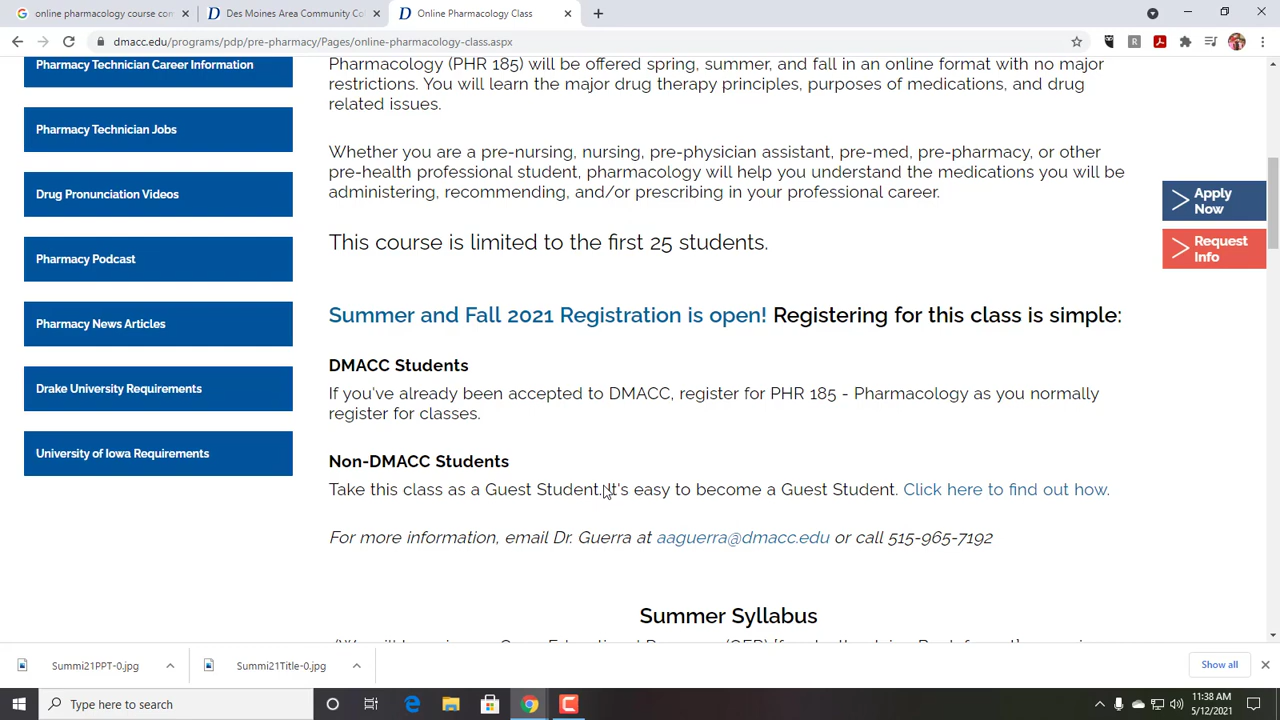 online pharmacology course com
Des Moines Area Community Co
Online Pharmacology Class
dmacc.edu/programs/pdp/pre-pharmacy/Pages/online-pharmacology-class.aspx
Pharmacy Technician Career Information
Pharmacy Technician Jobs
Drug Pronunciation Videos
Pharmacy Podcast
Pharmacy News Articles
Drake University Requirements
University of Iowa Requirements
Pharmacology (PHR 185) will be offered spring, summer, and fall in an online format with no major
restrictions. You will learn the major drug therapy principles, purposes of medications, and drug
related issues.
Whether you are a pre-nursing, nursing, pre-physician assistant, pre-med, pre-pharmacy, or other
pre-health professional student, pharmacology will help you understand the medications you will be
administering, recommending, and/or prescribing in your professional career.
This course is limited to the first 25 students.
Summer and Fall 2021 Registration is open! Registering for this class is simple:
DMACC Students
If you've already been accepted to DMACC, register for PHR 185 - Pharmacology as you normally
register for classes.
Non-DMACC Students
Take this class as a Guest Student. It's easy to become a Guest Student. Click here to find out how.
For more information, email Dr. Guerra at aaguerra@dmacc.edu or call 515-965-7192
Summer Syllabus
Apply
Now
Request
Info
Summi21PPT-0.jpg
Summi21Title-0.jpg
Show all
Type here to search
11:38 AM
5/12/2021